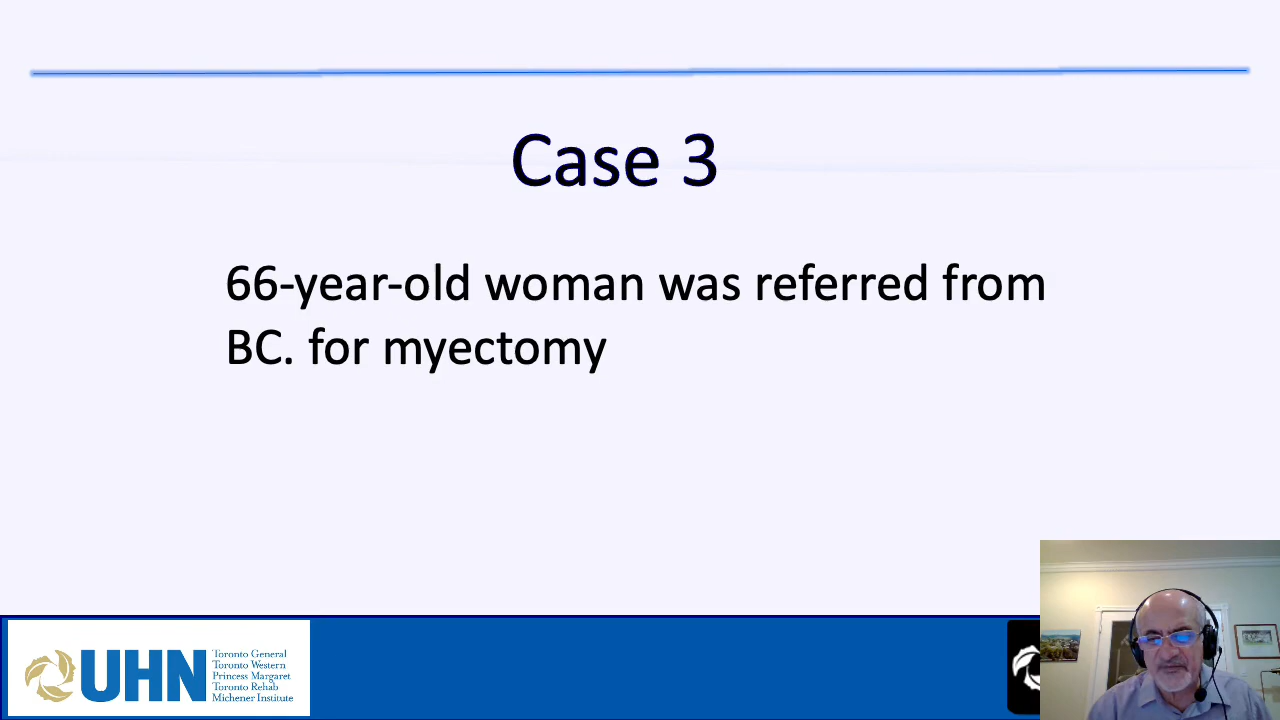 Case 3
66-year-old woman was referred from
BC. for myectomy
UHN
Toronto General
Toronto Western
Princess Margaret
Toronto Rehab
Michener Institute